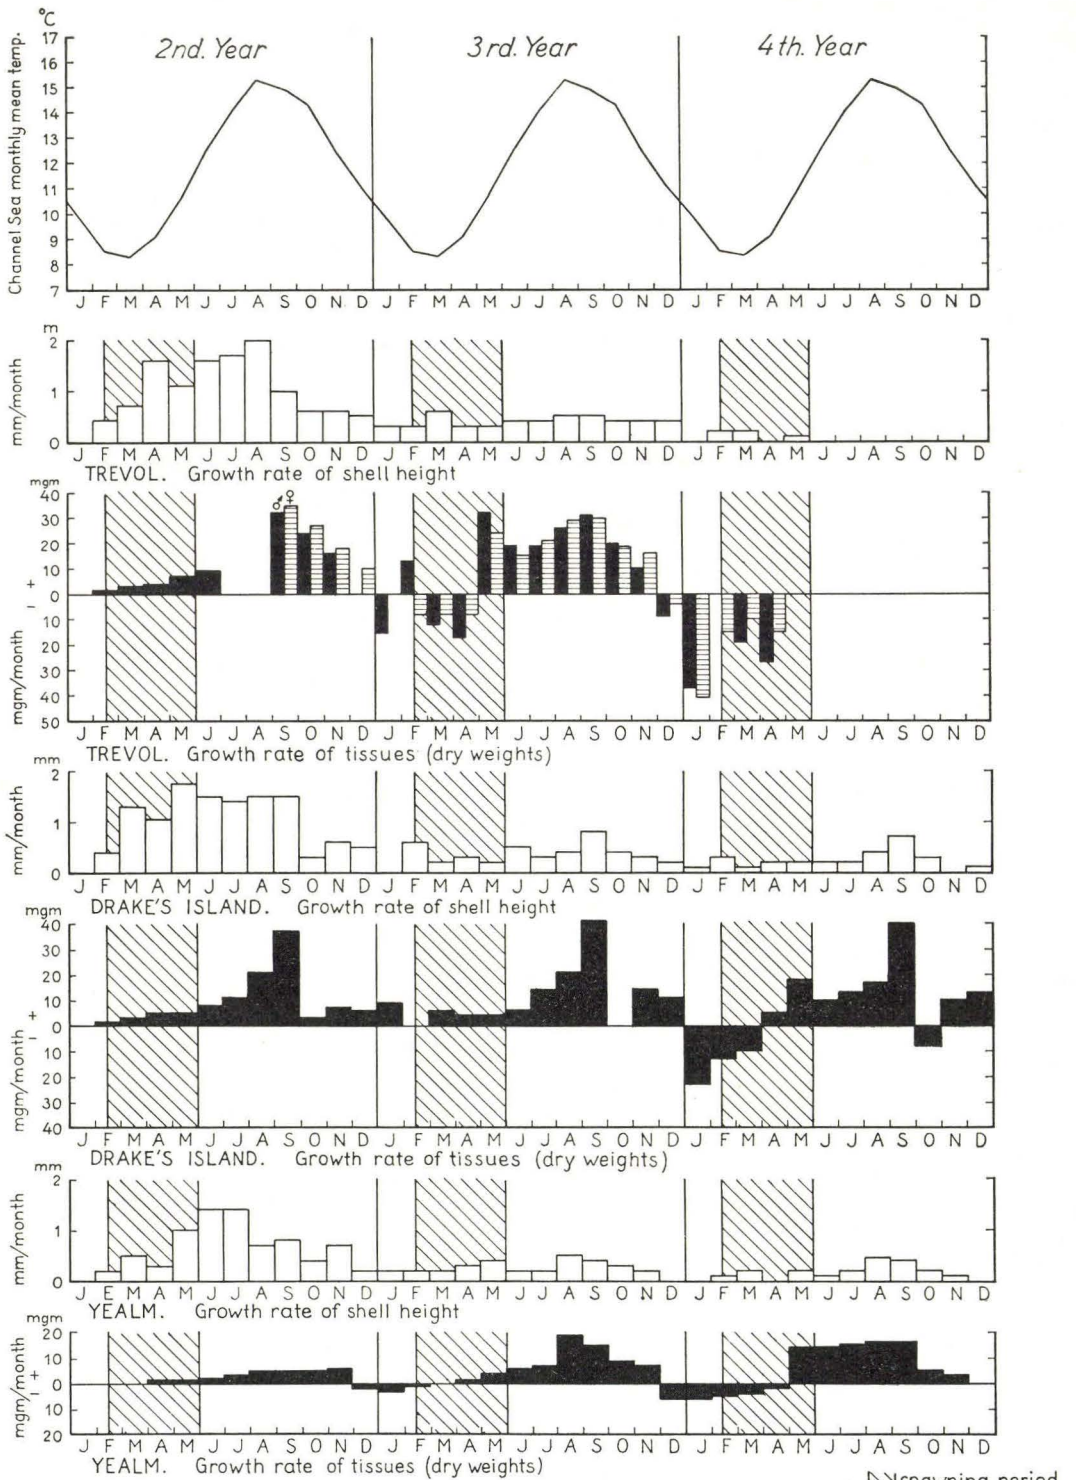 °C
2nd. Year 3rd. Year 4th. Year
Channel Sea monthly mean temp.
17
16
15
14
13
12
11
10
9
8
7
J F M A M J J A S O N D J F M A M J J A S O N D J F M A M J J A S O N D
m
mm/month
2
1
0
J F M A M J J A S O N D J F M A M J J A S O N D J F M A M J J A S O N D
TREVOL. Growth rate of shell height
mgm
♂ ♀
mgm/month - +
40
30
20
10
0
10
20
30
40
50
J F M A M J J A S O N D J F M A M J J A S O N D J F M A M J J A S O N D
TREVOL. Growth rate of tissues (dry weights)
mm
mm/month
2
1
0
J F M A M J J A S O N D J F M A M J J A S O N D J F M A M J J A S O N D
DRAKE'S ISLAND. Growth rate of shell height
mgm
mgm/month - +
40
30
20
10
0
10
20
30
40
J F M A M J J A S O N D J F M A M J J A S O N D J F M A M J J A S O N D
DRAKE'S ISLAND. Growth rate of tissues (dry weights)
mm
mm/month
2
1
0
J E M A M J J A S O N D J F M A M J J A S O N D J F M A M J J A S O N D
YEALM. Growth rate of shell height
mgm
mgm/month - +
20
10
0
10
20
J F M A M J J A S O N D J F M A M J J A S O N D J F M A M J J A S O N D
YEALM. Growth rate of tissues (dry weights)
spawning period